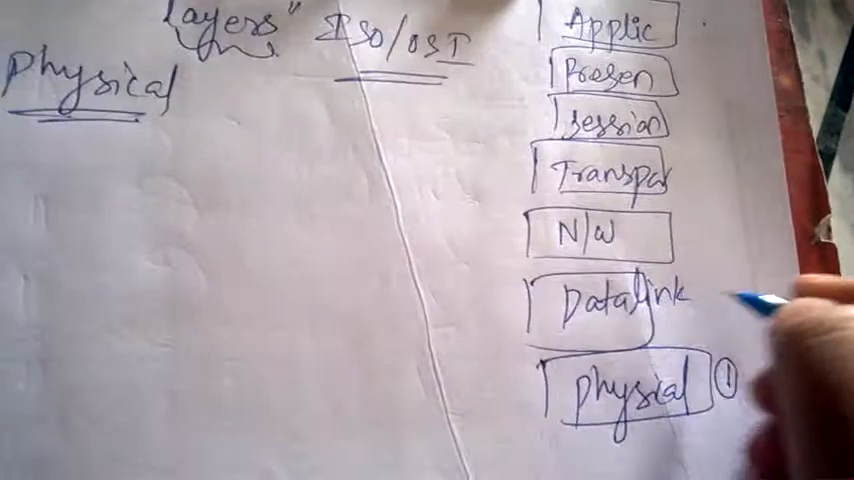 Layers" ISO/OSI
Physical
Applic
Presen
Session
Transpor
N/W
Datalink
Physical ①